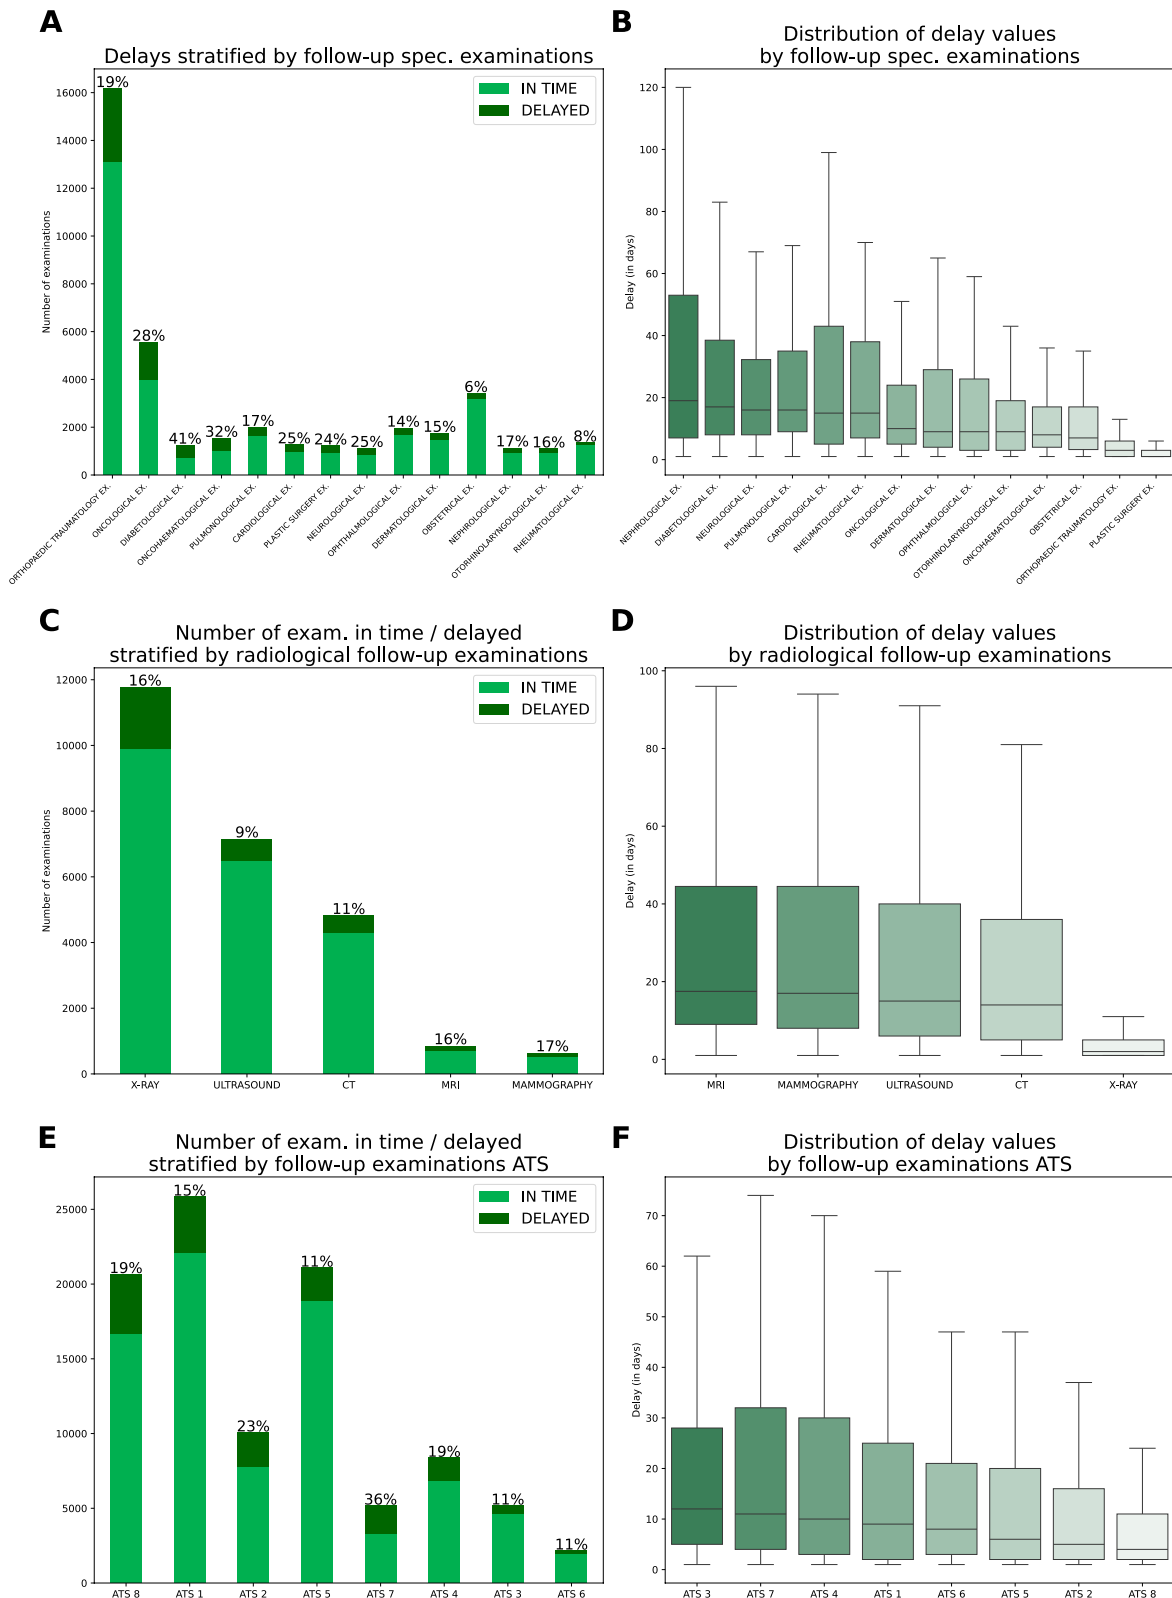 A
Delays stratified by follow-up spec. examinations
IN TIME
DELAYED
Number of examinations
16000
14000
12000
10000
8000
6000
4000
2000
0
19%
28%
41%
32%
17%
25%
24%
25%
14%
15%
6%
17%
16%
8%
ORTHOPAEDIC TRAUMATOLOGY EX.
ONCOLOGICAL EX.
DIABETOLOGICAL EX.
ONCOHAEMATOLOGICAL EX.
PULMONOLOGICAL EX.
CARDIOLOGICAL EX.
PLASTIC SURGERY EX.
NEUROLOGICAL EX.
OPHTHALMOLOGICAL EX.
DERMATOLOGICAL EX.
OBSTETRICAL EX.
NEPHROLOGICAL EX.
OTORHINOLARYNGOLOGICAL EX.
RHEUMATOLOGICAL EX.
B
Distribution of delay values
by follow-up spec. examinations
Delay (in days)
120
100
80
60
40
20
0
NEPHROLOGICAL EX.
DIABETOLOGICAL EX.
NEUROLOGICAL EX.
PULMONOLOGICAL EX.
CARDIOLOGICAL EX.
RHEUMATOLOGICAL EX.
ONCOLOGICAL EX.
DERMATOLOGICAL EX.
OPHTHALMOLOGICAL EX.
OTORHINOLARYNGOLOGICAL EX.
ONCOHAEMATOLOGICAL EX.
OBSTETRICAL EX.
ORTHOPAEDIC TRAUMATOLOGY EX.
PLASTIC SURGERY EX.
C
Number of exam. in time / delayed
stratified by radiological follow-up examinations
IN TIME
DELAYED
Number of examinations
12000
10000
8000
6000
4000
2000
0
16%
9%
11%
16%
17%
X-RAY
ULTRASOUND
CT
MRI
MAMMOGRAPHY
D
Distribution of delay values
by radiological follow-up examinations
Delay (in days)
100
80
60
40
20
0
MRI
MAMMOGRAPHY
ULTRASOUND
CT
X-RAY
E
Number of exam. in time / delayed
stratified by follow-up examinations ATS
IN TIME
DELAYED
25000
20000
15000
10000
5000
0
19%
15%
23%
11%
36%
19%
11%
11%
ATS 8
ATS 1
ATS 2
ATS 5
ATS 7
ATS 4
ATS 3
ATS 6
F
Distribution of delay values
by follow-up examinations ATS
Delay (in days)
70
60
50
40
30
20
10
0
ATS 3
ATS 7
ATS 4
ATS 1
ATS 6
ATS 5
ATS 2
ATS 8